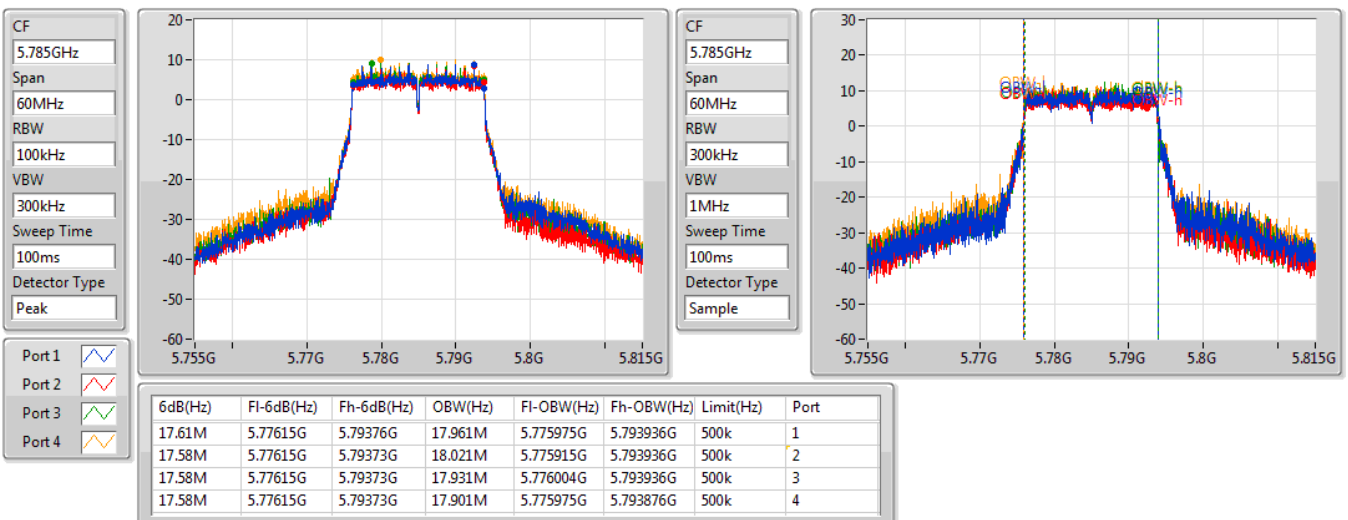 CF
5.785GHz
Span
60MHz
RBW
100kHz
VBW
300kHz
Sweep Time
100ms
Detector Type
Peak
20
10
0
-10
-20
-30
-40
-50
-60
5.755G 5.77G 5.78G 5.79G 5.8G 5.815G
CF
5.785GHz
Span
60MHz
RBW
300kHz
VBW
1MHz
Sweep Time
100ms
Detector Type
Sample
30
20
10
0
-10
-20
-30
-40
-50
-60
OBW-h
5.755G 5.77G 5.78G 5.79G 5.8G 5.815G
Port 1
Port 2
Port 3
Port 4
6dB(Hz) Fl-6dB(Hz) Fh-6dB(Hz) OBW(Hz) Fl-OBW(Hz) Fh-OBW(Hz) Limit(Hz) Port
17.61M 5.77615G 5.79376G 17.961M 5.775975G 5.793936G 500k 1
17.58M 5.77615G 5.79373G 18.021M 5.775915G 5.793936G 500k 2
17.58M 5.77615G 5.79373G 17.931M 5.776004G 5.793936G 500k 3
17.58M 5.77615G 5.79373G 17.901M 5.775975G 5.793876G 500k 4